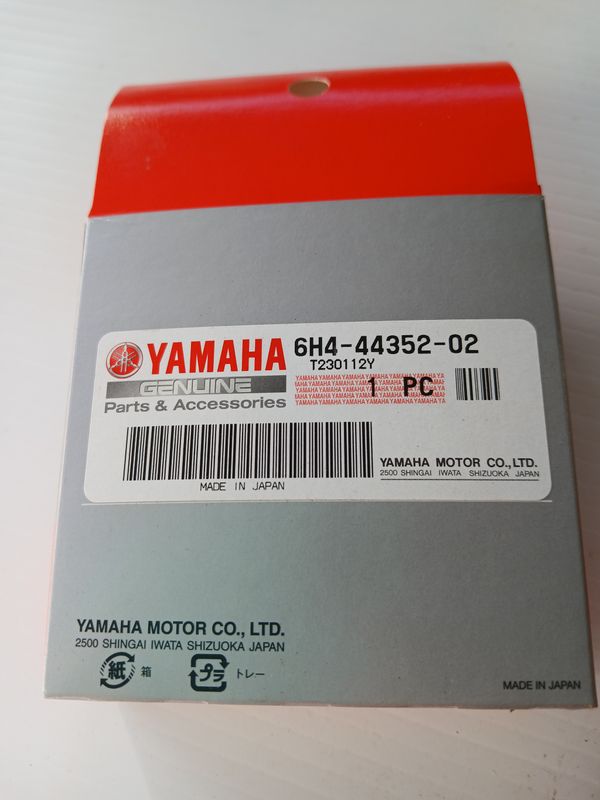 YAMAHA 6H4-44352-02
T230112Y
GENUINE
Parts & Accessories
1 PC
MADE IN JAPAN
YAMAHA MOTOR CO.,LTD.
2500 SHINGAI IWATA SHIZUOKA JAPAN
YAMAHA MOTOR CO., LTD.
2500 SHINGAI IWATA SHIZUOKA JAPAN
紙 箱 プラ トレー
MADE IN JAPAN